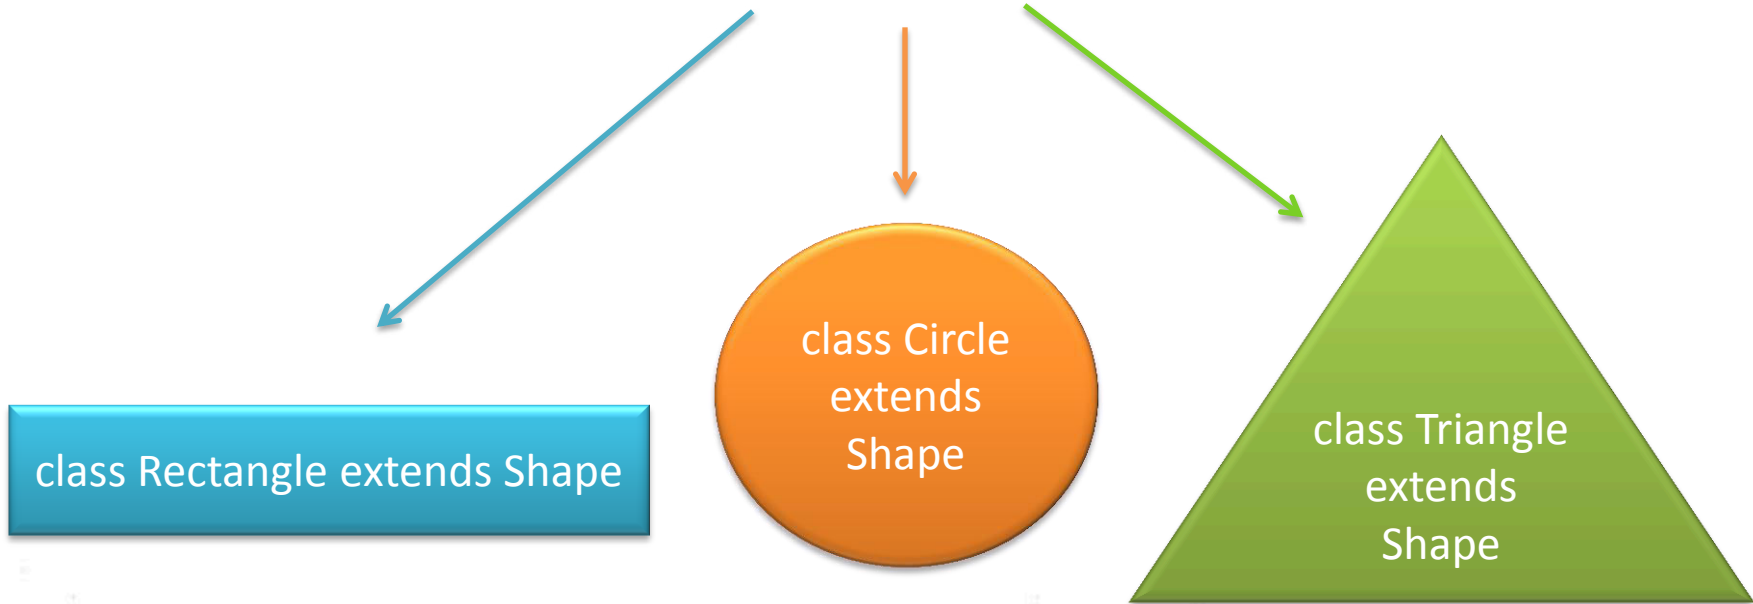 class Rectangle extends Shape
class Circle
extends
Shape
class Triangle
extends
Shape